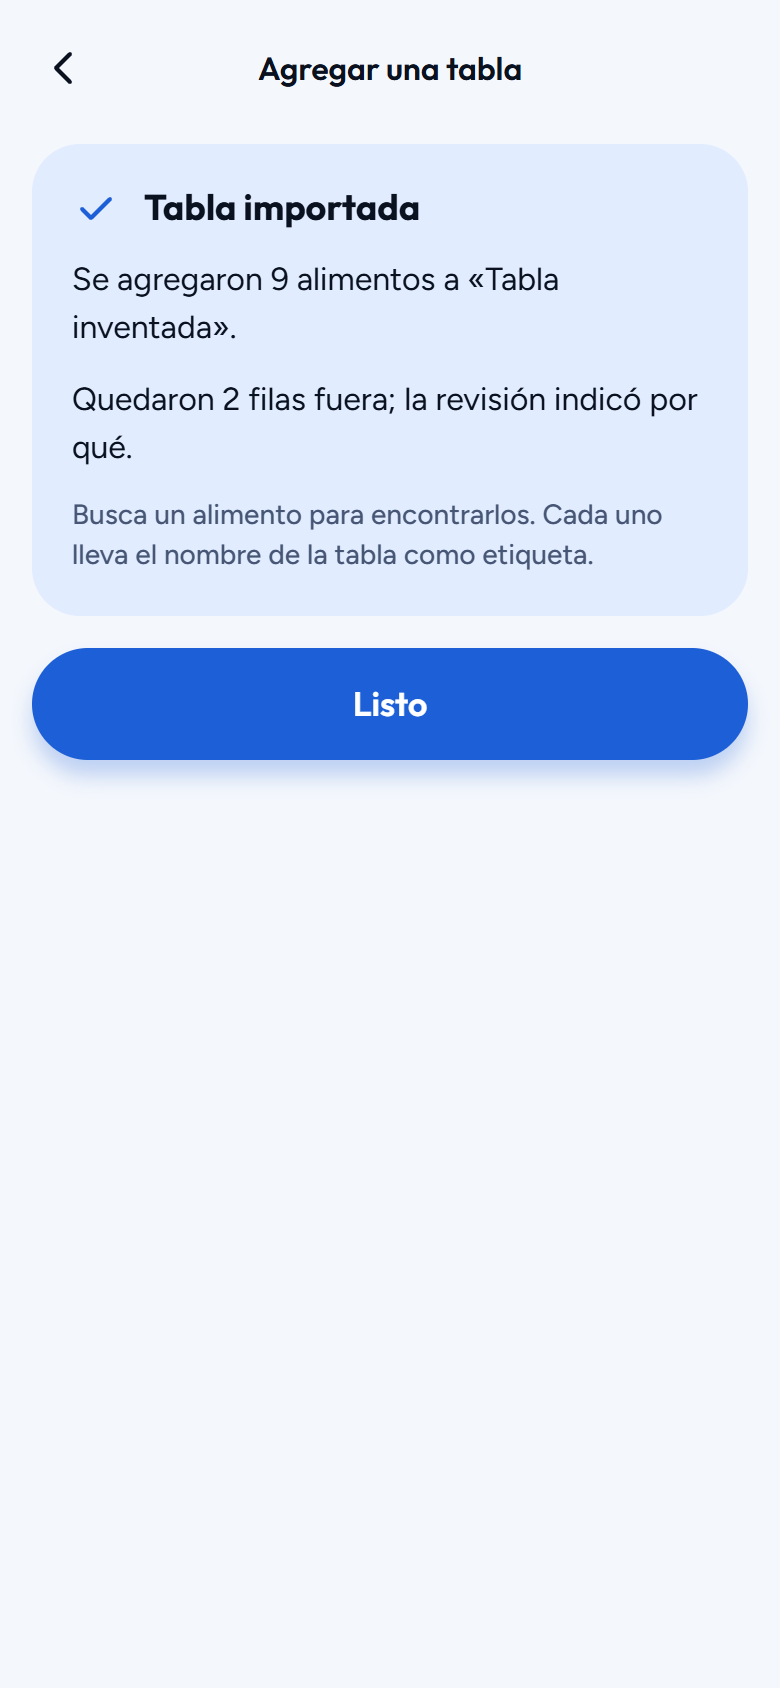 Agregar una tabla
Tabla importada
Se agregaron 9 alimentos a «Tabla
inventada».
Quedaron 2 filas fuera; la revisión indicó por
qué.
Busca un alimento para encontrarlos. Cada uno
lleva el nombre de la tabla como etiqueta.
Listo